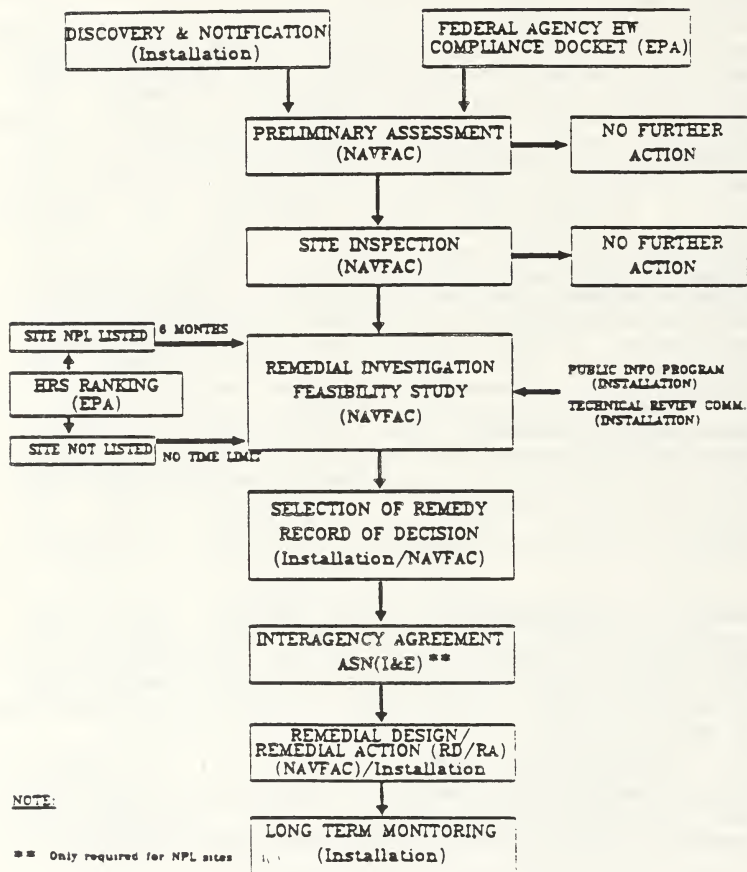 DISCOVERY & NOTIFICATION
(Installation)
FEDERAL AGENCY HW
COMPLIANCE DOCKET (EPA)
PRELIMINARY ASSESSMENT
(NAVFAC)
NO FURTHER
ACTION
SITE INSPECTION
(NAVFAC)
NO FURTHER
ACTION
SITE NPL LISTED
6 MONTHS
HRS RANKING
(EPA)
SITE NOT LISTED
NO TIME LIMIT
REMEDIAL INVESTIGATION
FEASIBILITY STUDY
(NAVFAC)
PUBLIC INFO PROGRAM
(INSTALLATION)
TECHNICAL REVIEW COMM.
(INSTALLATION)
SELECTION OF REMEDY
RECORD OF DECISION
(Installation/NAVFAC)
INTERAGENCY AGREEMENT
ASN(I&E) **
REMEDIAL DESIGN/
REMEDIAL ACTION (RD/RA)
(NAVFAC)/Installation
LONG TERM MONITORING
(Installation)
NOTE:
** Only required for NPL sites